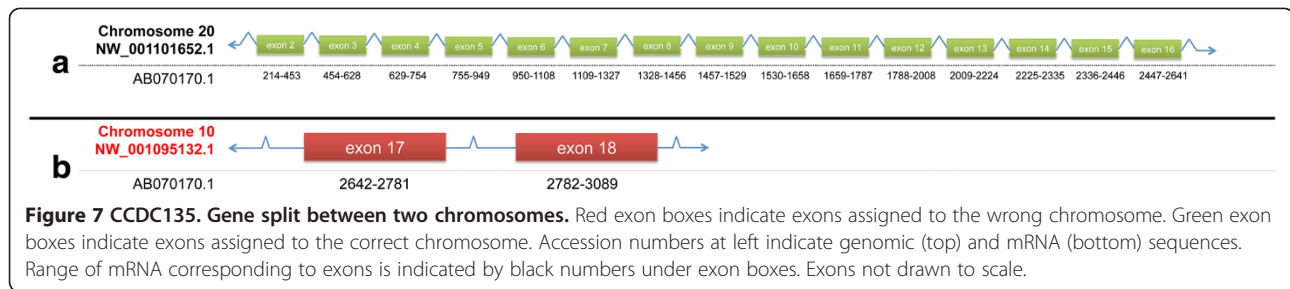 Chromosome 20
NW_001101652.1
exon 2 exon 3 exon 4 exon 5 exon 6 exon 7 exon 8 exon 9 exon 10 exon 11 exon 12 exon 13 exon 14 exon 15 exon 16
a
AB070170.1 214-453 454-628 629-754 755-949 950-1108 1109-1327 1328-1456 1457-1529 1530-1658 1659-1787 1788-2008 2009-2224 2225-2335 2336-2446 2447-2641
Chromosome 10
NW_001095132.1
exon 17 exon 18
b
AB070170.1 2642-2781 2782-3089
Figure 7 CCDC135. Gene split between two chromosomes. Red exon boxes indicate exons assigned to the wrong chromosome. Green exon
boxes indicate exons assigned to the correct chromosome. Accession numbers at left indicate genomic (top) and mRNA (bottom) sequences.
Range of mRNA corresponding to exons is indicated by black numbers under exon boxes. Exons not drawn to scale.